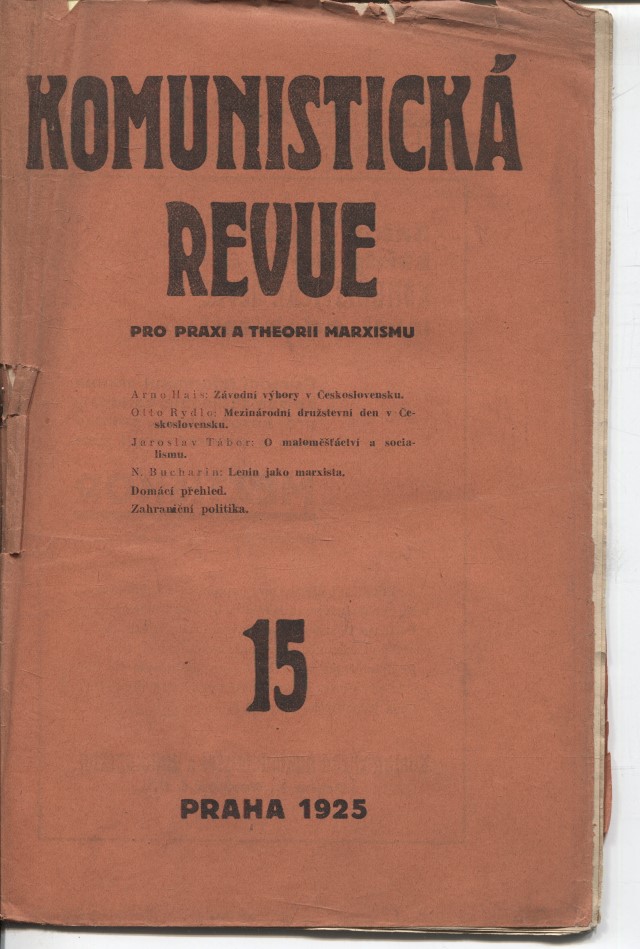 KOMUNISTICKÁ
REVUE
PRO PRAXI A THEORII MARXISMU
Arno Hais: Závodní výbory v Československu.
Otto Rydlo: Mezinárodní družstevní den v Če-
skoslovensku.
Jaroslav Tábor: O maloměšťáctví a socia-
lismu.
N. Bucharin: Lenin jako marxista.
Domácí přehled.
Zahraniční politika.
15
PRAHA 1925